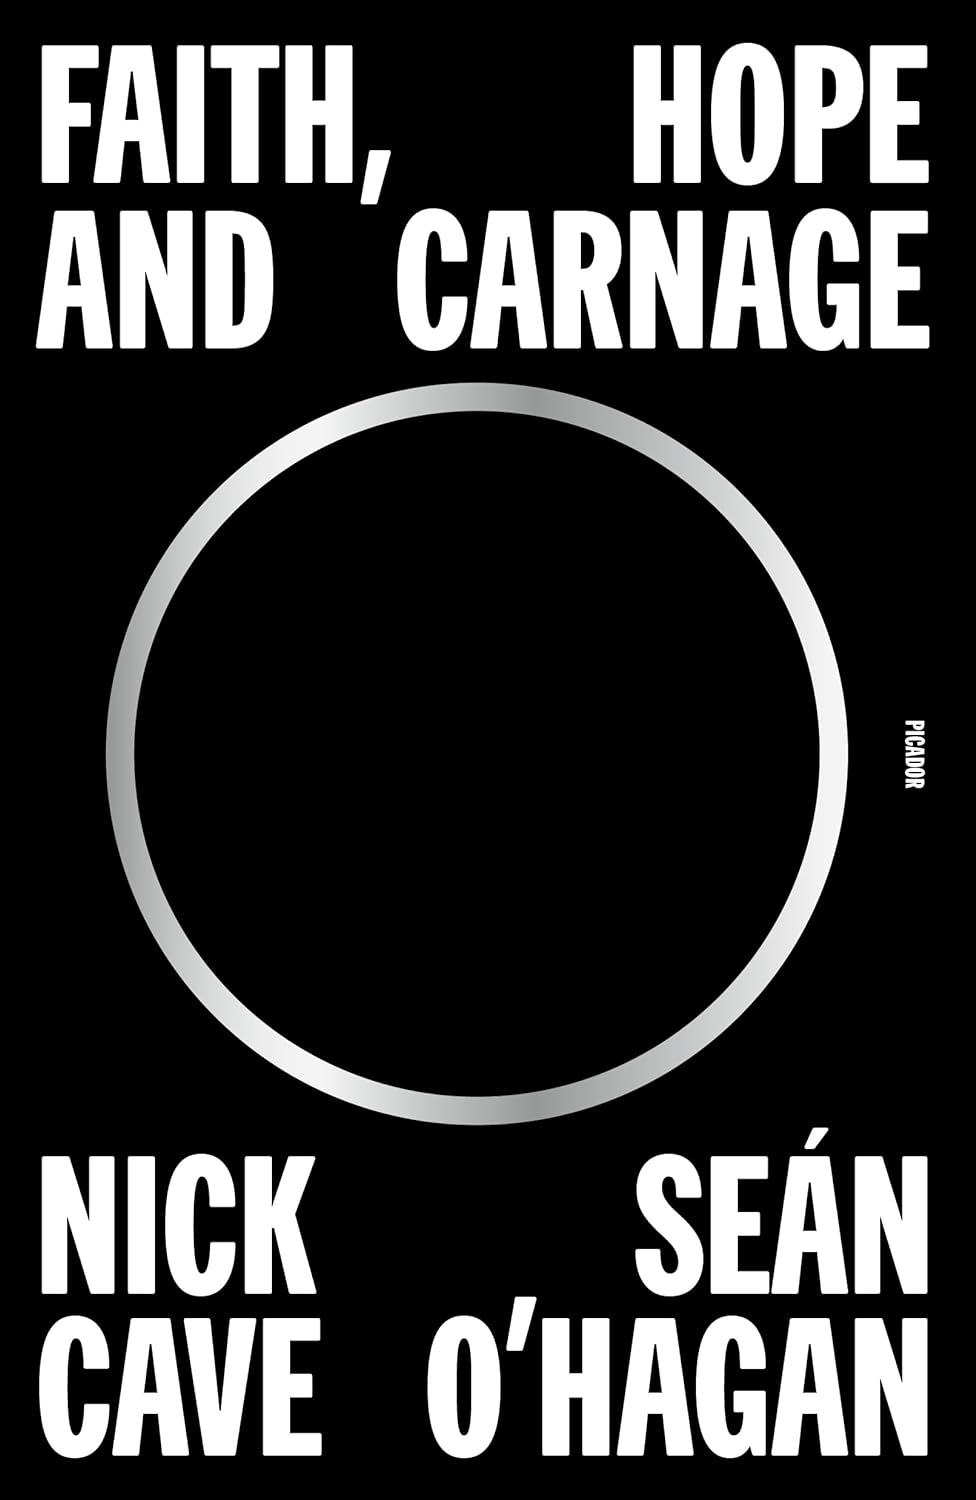 FAITH, HOPE
AND CARNAGE
PICADOR
NICK SEÁN
CAVE O'HAGAN